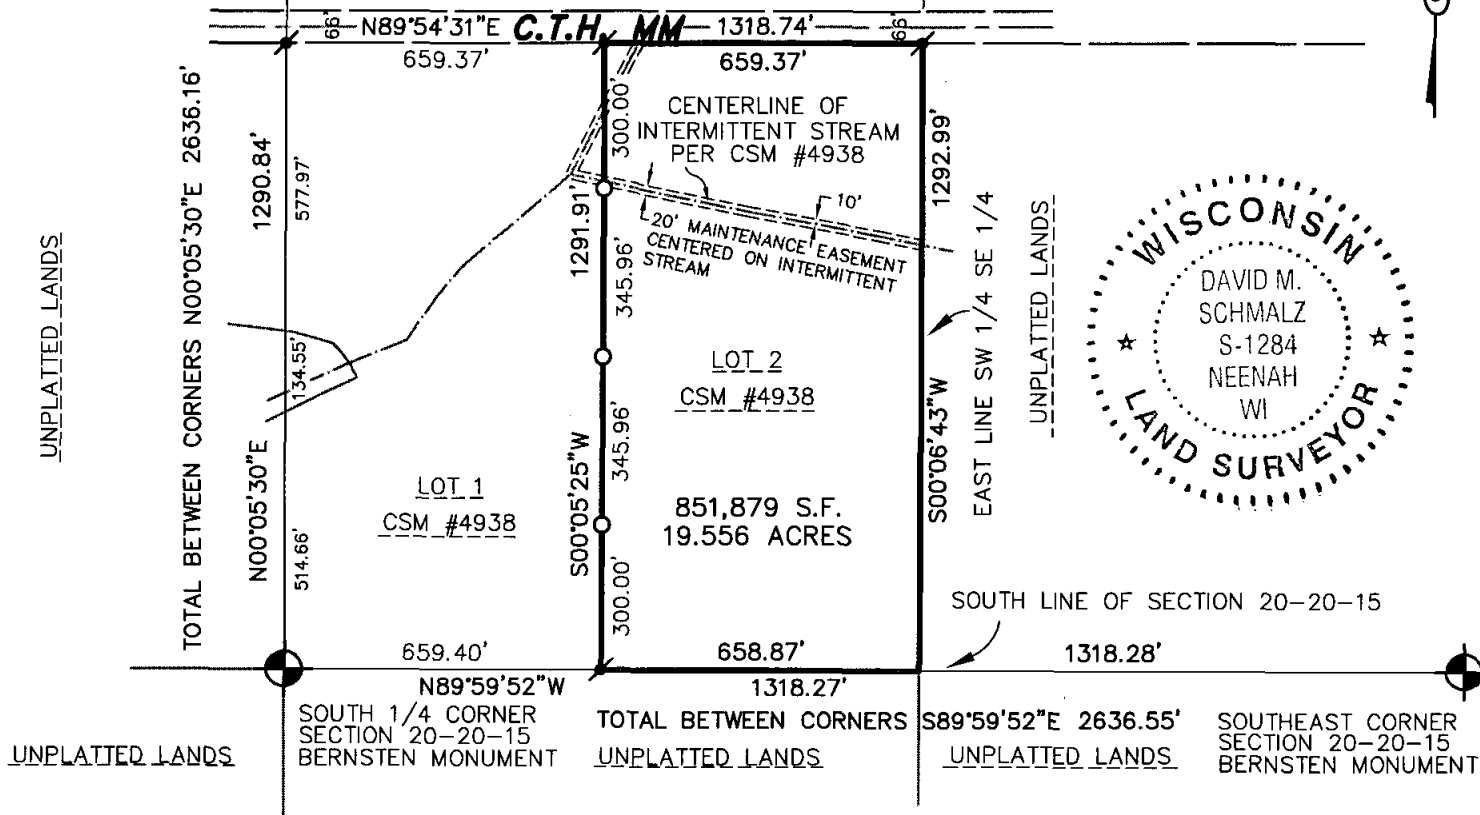 66'
N89°54'31"E C.T.H. MM 1318.74'
66'
659.37'
659.37'
TOTAL BETWEEN CORNERS N00°05'30"E 2636.16'
1290.84'
577.97'
134.55'
514.66'
N00°05'30"E
UNPLATTED LANDS
300.00'
1291.91'
345.96'
345.96'
300.00'
S00°05'25"W
CENTERLINE OF
INTERMITTENT STREAM
PER CSM #4938
10'
20' MAINTENANCE EASEMENT
CENTERED ON INTERMITTENT
STREAM
LOT 2
CSM #4938
851,879 S.F.
19.556 ACRES
LOT 1
CSM #4938
1292.99'
S00°06'43"W
EAST LINE SW 1/4 SE 1/4
UNPLATTED LANDS
WISCONSIN
DAVID M.
SCHMALZ
S-1284
NEENAH
WI
LAND SURVEYOR
SOUTH LINE OF SECTION 20-20-15
659.40'
658.87'
1318.28'
N89°59'52"W
1318.27'
SOUTH 1/4 CORNER
SECTION 20-20-15
BERNSTEN MONUMENT
TOTAL BETWEEN CORNERS S89°59'52"E 2636.55'
SOUTHEAST CORNER
SECTION 20-20-15
BERNSTEN MONUMENT
UNPLATTED LANDS
UNPLATTED LANDS
UNPLATTED LANDS